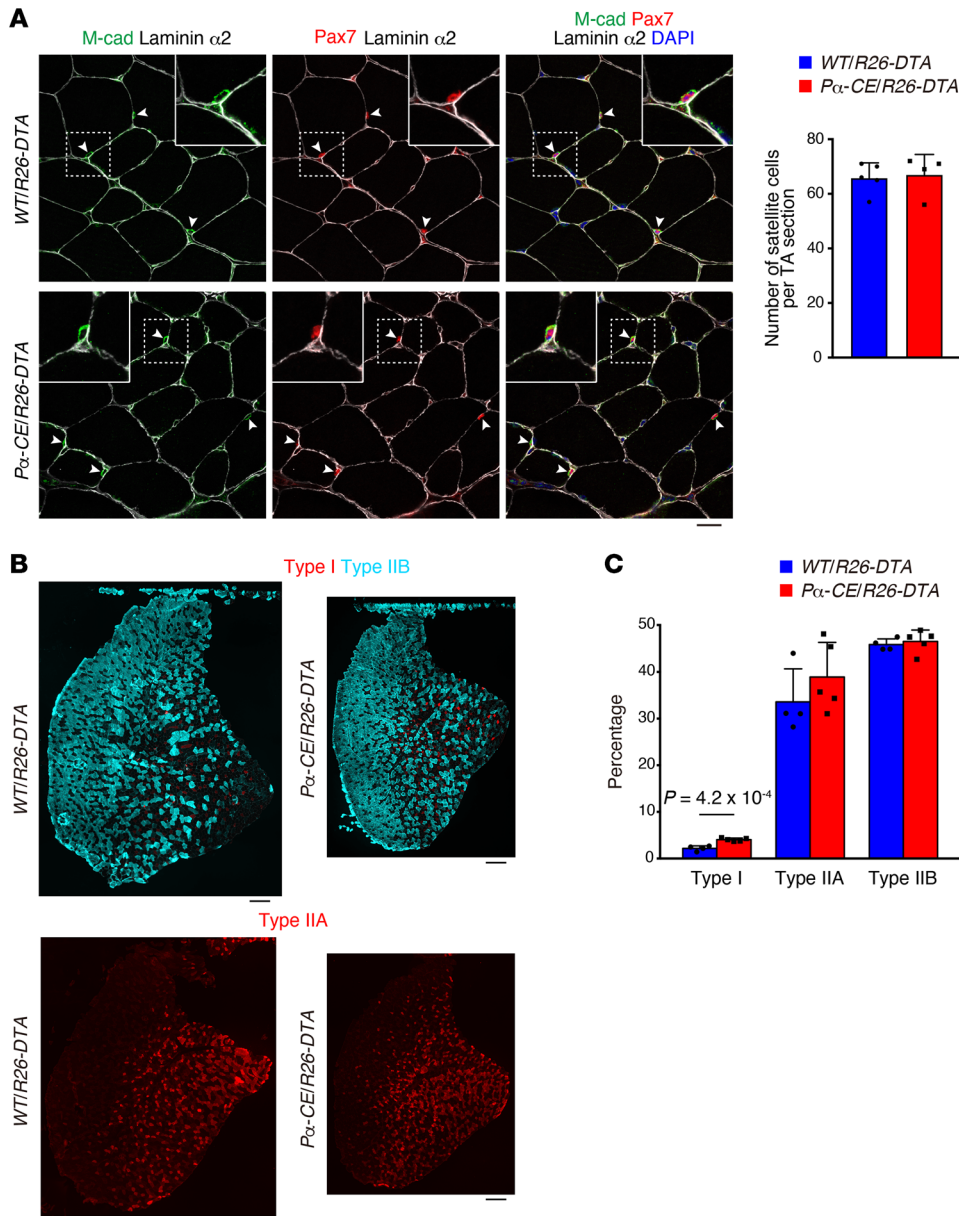 A
M-cad Laminin α2
Pax7 Laminin α2
M-cad Pax7
Laminin α2 DAPI
WT/R26-DTA
Pα-CE/R26-DTA
WT/R26-DTA
Pα-CE/R26-DTA
Number of satellite cells
per TA section
80
60
40
20
0
B
Type I Type IIB
WT/R26-DTA
Pα-CE/R26-DTA
Type IIA
WT/R26-DTA
Pα-CE/R26-DTA
C
WT/R26-DTA
Pα-CE/R26-DTA
Percentage
50
40
30
20
10
0
P = 4.2 x 10-4
Type I
Type IIA
Type IIB